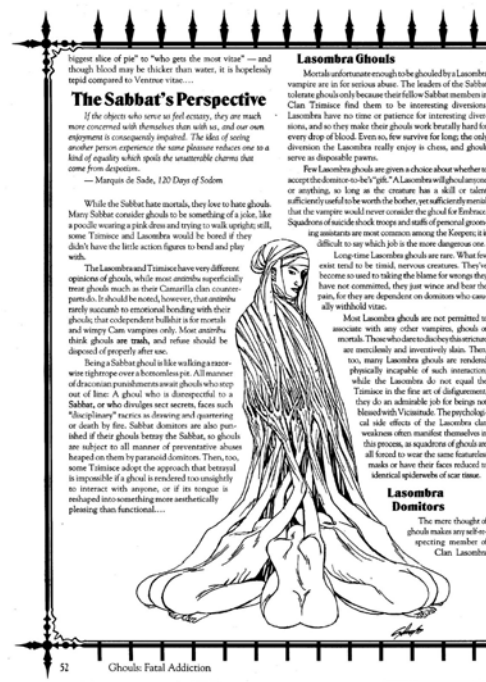 biggest slice of pie" to "who gets the most vitae" — and
though blood may be thicker than water, it is hopelessly
tepid compared to Ventrue vitae....
The Sabbat's Perspective
If the objects who serve us feel ecstasy, they are much
more concerned with themselves than with us, and our own
enjoyment is consequently impaired. The idea of seeing
another person experience the same pleasure reduces one to a
kind of equality which spoils the unutterable charms that
come from despotism.
— Marquis de Sade, 120 Days of Sodom
While the Sabbat hate mortals, they love to hate ghouls.
Many Sabbat consider ghouls to be something of a joke, like
a poodle wearing a pink dress and trying to walk upright; still,
some Tzimisce and Lasombra would be bored if they
didn't have the little action figures to bend and play
with.
The Lasombra and Tzimisce have very different
opinions of ghouls, while most antitribu superficially
treat ghouls much as their Camarilla clan counter-
parts do. It should be noted, however, that antitribu
rarely succumb to emotional bonding with their
ghouls; that codependent bullshit is for mortals
and wimpy Cam vampires only. Most antitribu
think ghouls are trash, and refuse should be
disposed of properly after use.
Being a Sabbat ghoul is like walking a razor-
wire tightrope over a bottomless pit. All manner
of draconian punishments await ghouls who step
out of line: A ghoul who is disrespectful to a
Sabbat, or who divulges sect secrets, faces such
"disciplinary" tactics as drawing and quartering
or death by fire. Sabbat domitors are also pun-
ished if their ghouls betray the Sabbat, so ghouls
are subject to all manner of preventative abuses
heaped on them by paranoid domitors. Then, too,
some Tzimisce adopt the approach that betrayal
is impossible if a ghoul is rendered too unsightly
to interact with anyone, or if its tongue is
reshaped into something more aesthetically
pleasing than functional....
Lasombra Ghouls
Mortals unfortunate enough to be ghouled by a Lasombra
vampire are in for serious abuse. The leaders of the Sabbat
tolerate ghouls only because their fellow Sabbat members in
Clan Tzimisce find them to be interesting diversions.
Lasombra have no time or patience for interesting diver-
sions, and so they make their ghouls work brutally hard for
every drop of blood. Even so, few survive for long; the only
diversion the Lasombra really enjoy is chess, and ghouls
serve as disposable pawns.
Few Lasombra ghouls are given a choice about whether to
accept the domitor-to-be's "gift." A Lasombra will ghoul anyone
or anything, so long as the creature has a skill or talent
sufficiently useful to be worth the bother, yet sufficiently menial
that the vampire would never consider the ghoul for Embrace.
Squadrons of suicide shock troops and staffs of personal groom-
ing assistants are most common among the Keepers; it is
difficult to say which job is the more dangerous one.
Long-time Lasombra ghouls are rare. What few
exist tend to be timid, nervous creatures. They've
become so used to taking the blame for wrongs they
have not committed, they just wince and bear the
pain, for they are dependent on domitors who casu-
ally withhold vitae.
Most Lasombra ghouls are not permitted to
associate with any other vampires, ghouls or
mortals. Those who dare to disobey this stricture
are mercilessly and inventively slain. Then,
too, many Lasombra ghouls are rendered
physically incapable of such interaction;
while the Lasombra do not equal the
Tzimisce in the fine art of disfigurement,
they do an admirable job for beings not
blessed with Vicissitude. The psychologi-
cal side effects of the Lasombra clan
weakness often manifest themselves in
this process, as squadrons of ghouls are
all forced to wear the same featureless
masks or have their faces reduced to
identical spiderwebs of scar tissue.
Lasombra
Domitors
The mere thought of
ghouls makes any self-re-
specting member of
Clan Lasombra
52 Ghouls: Fatal Addiction